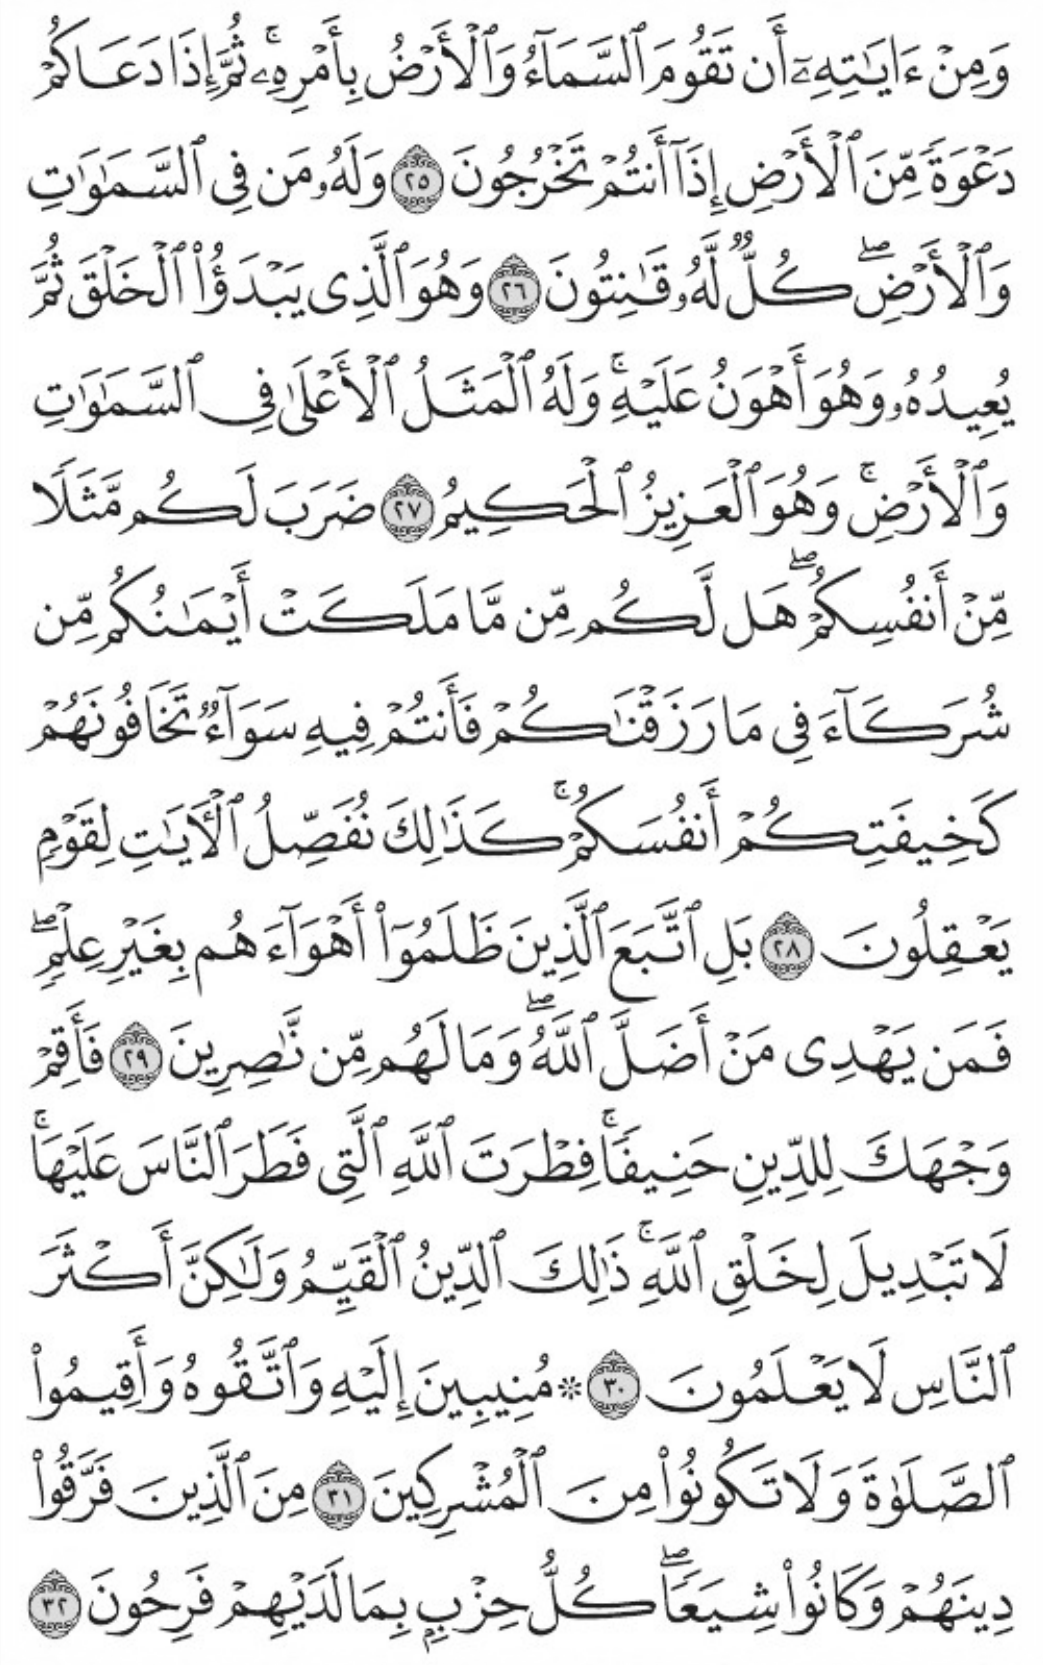 وَمِنْ ءَايَـٰتِهِۦٓ أَن تَقُومَ ٱلسَّمَآءُ وَٱلْأَرْضُ بِأَمْرِهِۦ ۚ ثُمَّ إِذَا دَعَاكُمْ
دَعْوَةً مِّنَ ٱلْأَرْضِ إِذَآ أَنتُمْ تَخْرُجُونَ ٢٥ وَلَهُۥ مَن فِى ٱلسَّمَـٰوَٰتِ
وَٱلْأَرْضِ ۖ كُلٌّ لَّهُۥ قَـٰنِتُونَ ٢٦ وَهُوَ ٱلَّذِى يَبْدَؤُا۟ ٱلْخَلْقَ ثُمَّ
يُعِيدُهُۥ وَهُوَ أَهْوَنُ عَلَيْهِ ۚ وَلَهُ ٱلْمَثَلُ ٱلْأَعْلَىٰ فِى ٱلسَّمَـٰوَٰتِ
وَٱلْأَرْضِ ۚ وَهُوَ ٱلْعَزِيزُ ٱلْحَكِيمُ ٢٧ ضَرَبَ لَكُم مَّثَلًا
مِّنْ أَنفُسِكُمْ ۖ هَل لَّكُم مِّن مَّا مَلَكَتْ أَيْمَـٰنُكُم مِّن
شُرَكَآءَ فِى مَا رَزَقْنَـٰكُمْ فَأَنتُمْ فِيهِ سَوَآءٌ تَخَافُونَهُمْ
كَخِيفَتِكُمْ أَنفُسَكُمْ ۚ كَذَٰلِكَ نُفَصِّلُ ٱلْـَٔايَـٰتِ لِقَوْمٍ
يَعْقِلُونَ ٢٨ بَلِ ٱتَّبَعَ ٱلَّذِينَ ظَلَمُوٓا۟ أَهْوَآءَهُم بِغَيْرِ عِلْمٍ ۖ
فَمَن يَهْدِى مَنْ أَضَلَّ ٱللَّهُ ۖ وَمَا لَهُم مِّن نَّـٰصِرِينَ ٢٩ فَأَقِمْ
وَجْهَكَ لِلدِّينِ حَنِيفًا ۚ فِطْرَتَ ٱللَّهِ ٱلَّتِى فَطَرَ ٱلنَّاسَ عَلَيْهَا ۚ
لَا تَبْدِيلَ لِخَلْقِ ٱللَّهِ ۚ ذَٰلِكَ ٱلدِّينُ ٱلْقَيِّمُ وَلَـٰكِنَّ أَكْثَرَ
ٱلنَّاسِ لَا يَعْلَمُونَ ٣٠ ۞ مُنِيبِينَ إِلَيْهِ وَٱتَّقُوهُ وَأَقِيمُوا۟
ٱلصَّلَوٰةَ وَلَا تَكُونُوا۟ مِنَ ٱلْمُشْرِكِينَ ٣١ مِنَ ٱلَّذِينَ فَرَّقُوا۟
دِينَهُمْ وَكَانُوا۟ شِيَعًا ۖ كُلُّ حِزْبٍۭ بِمَا لَدَيْهِمْ فَرِحُونَ ٣٢